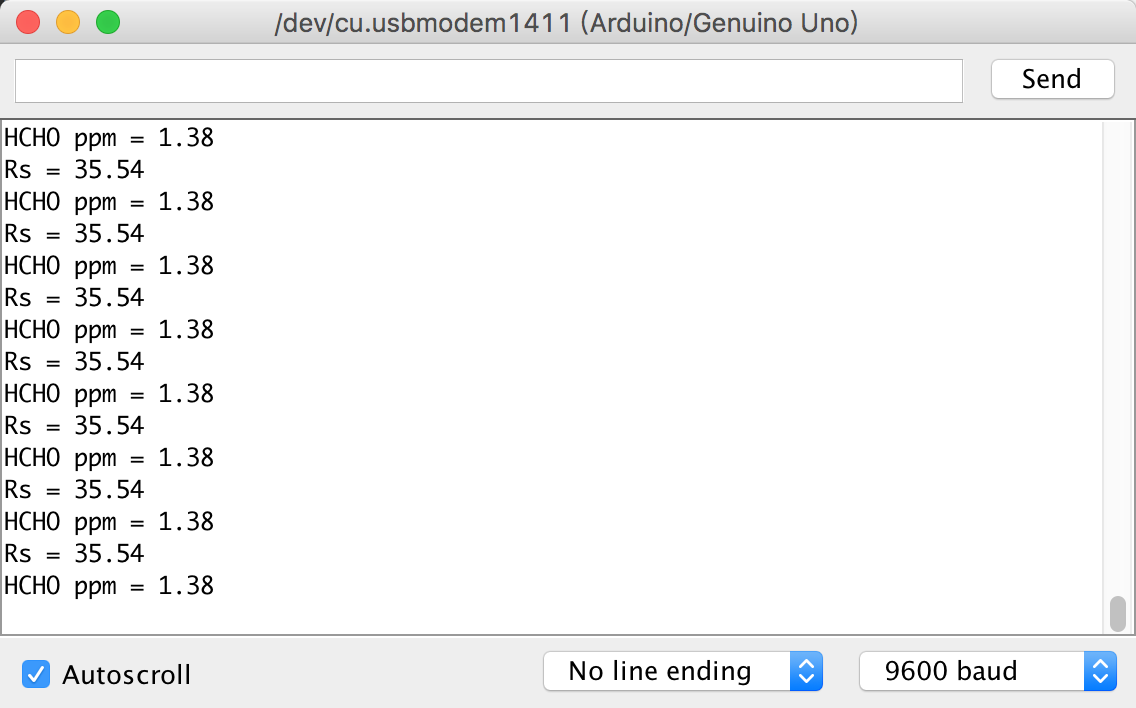 /dev/cu.usbmodem1411 (Arduino/Genuino Uno)
Send
HCHO ppm = 1.38
Rs = 35.54
HCHO ppm = 1.38
Rs = 35.54
HCHO ppm = 1.38
Rs = 35.54
HCHO ppm = 1.38
Rs = 35.54
HCHO ppm = 1.38
Rs = 35.54
HCHO ppm = 1.38
Rs = 35.54
HCHO ppm = 1.38
Rs = 35.54
HCHO ppm = 1.38
Autoscroll
No line ending
9600 baud